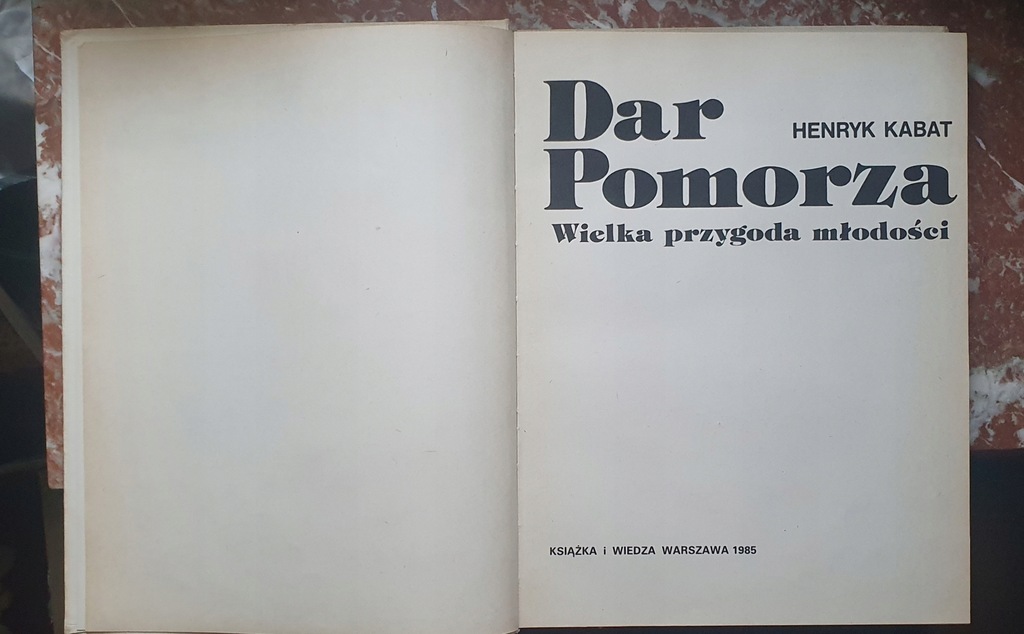 Dar
HENRYK KABAT
Pomorza
Wielka przygoda młodości
KSIĄŻKA i WIEDZA WARSZAWA 1985